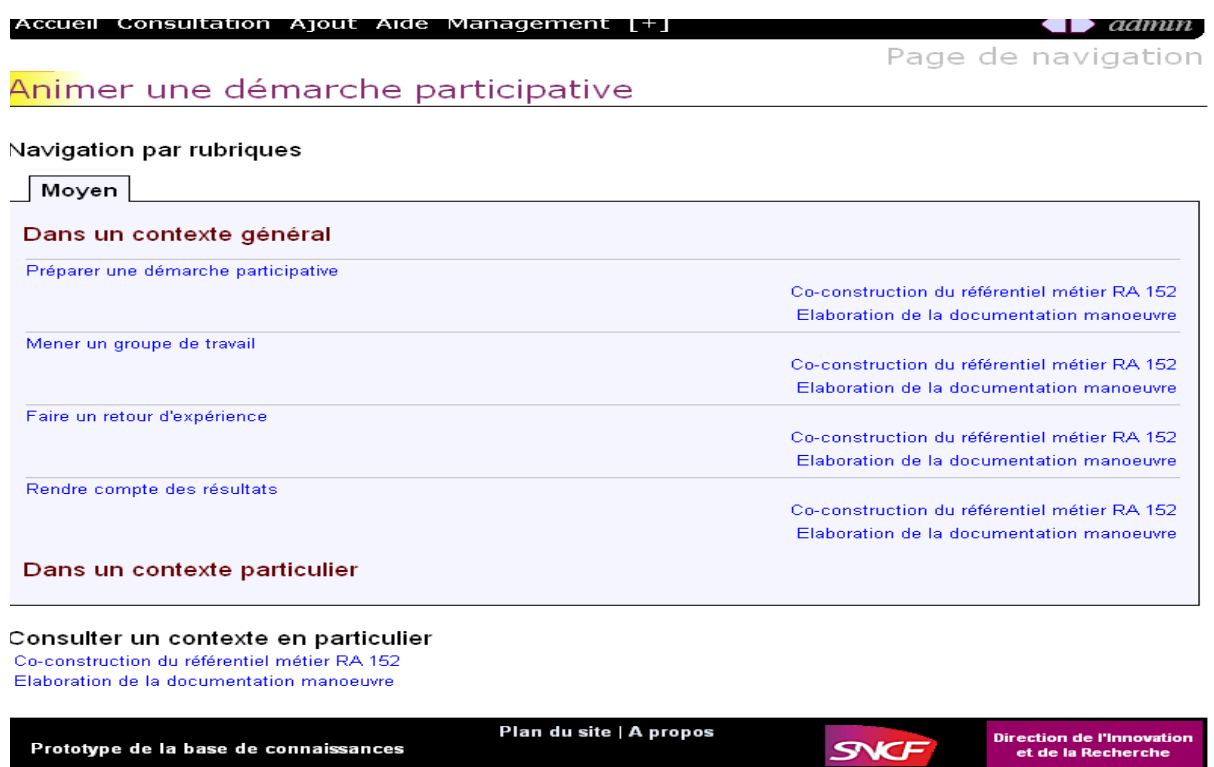 Accueil Consultation Ajout Aide Management [+] admin
Page de navigation
Animer une démarche participative
Navigation par rubriques
Moyen
Dans un contexte général
Préparer une démarche participative
Co-construction du référentiel métier RA 152
Elaboration de la documentation manoeuvre
Mener un groupe de travail
Co-construction du référentiel métier RA 152
Elaboration de la documentation manoeuvre
Faire un retour d'expérience
Co-construction du référentiel métier RA 152
Elaboration de la documentation manoeuvre
Rendre compte des résultats
Co-construction du référentiel métier RA 152
Elaboration de la documentation manoeuvre
Dans un contexte particulier
Consulter un contexte en particulier
Co-construction du référentiel métier RA 152
Elaboration de la documentation manoeuvre
Plan du site | A propos
Prototype de la base de connaissances
SNCF
Direction de l'Innovation
et de la Recherche